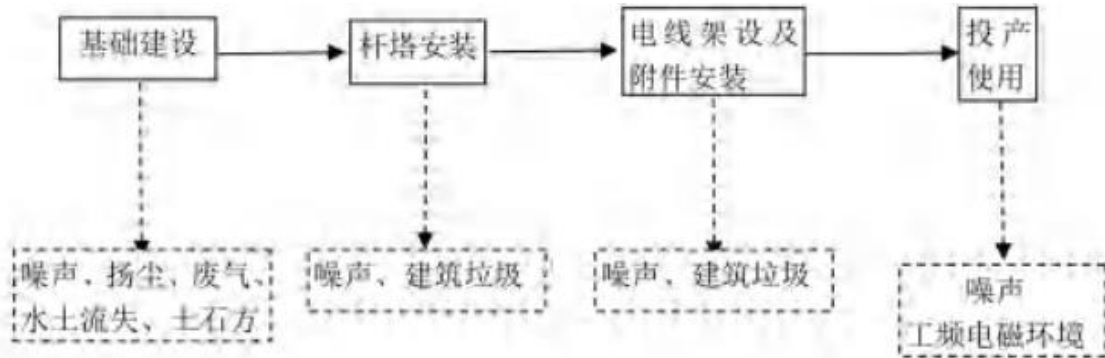 基础建设
杆塔安装
电线架设及
附件安装
投产
使用
噪声、扬尘、废气、
水土流失、土石方
噪声、建筑垃圾
噪声、建筑垃圾
噪声
工频电磁环境